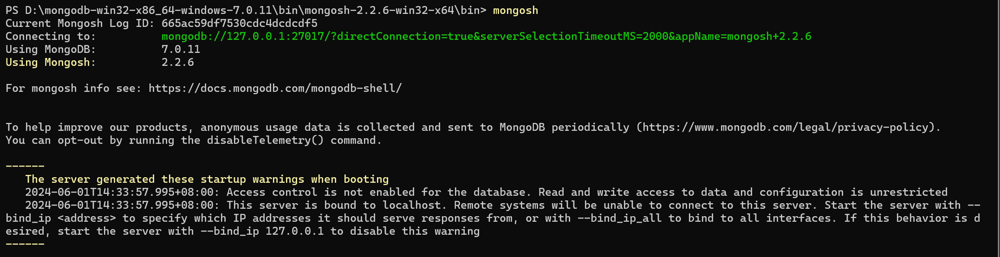 PS D:\mongodb-win32-x86_64-windows-7.0.11\bin\mongosh-2.2.6-win32-x64\bin> mongosh
Current Mongosh Log ID: 665ac59df7530cdc4dcdcdf5
Connecting to:          mongodb://127.0.0.1:27017/?directConnection=true&serverSelectionTimeoutMS=2000&appName=mongosh+2.2.6
Using MongoDB:          7.0.11
Using Mongosh:          2.2.6
For mongosh info see: https://docs.mongodb.com/mongodb-shell/
To help improve our products, anonymous usage data is collected and sent to MongoDB periodically (https://www.mongodb.com/legal/privacy-policy).
You can opt-out by running the disableTelemetry() command.
------
   The server generated these startup warnings when booting
   2024-06-01T14:33:57.995+08:00: Access control is not enabled for the database. Read and write access to data and configuration is unrestricted
   2024-06-01T14:33:57.995+08:00: This server is bound to localhost. Remote systems will be unable to connect to this server. Start the server with --
bind_ip <address> to specify which IP addresses it should serve responses from, or with --bind_ip_all to bind to all interfaces. If this behavior is d
esired, start the server with --bind_ip 127.0.0.1 to disable this warning
------